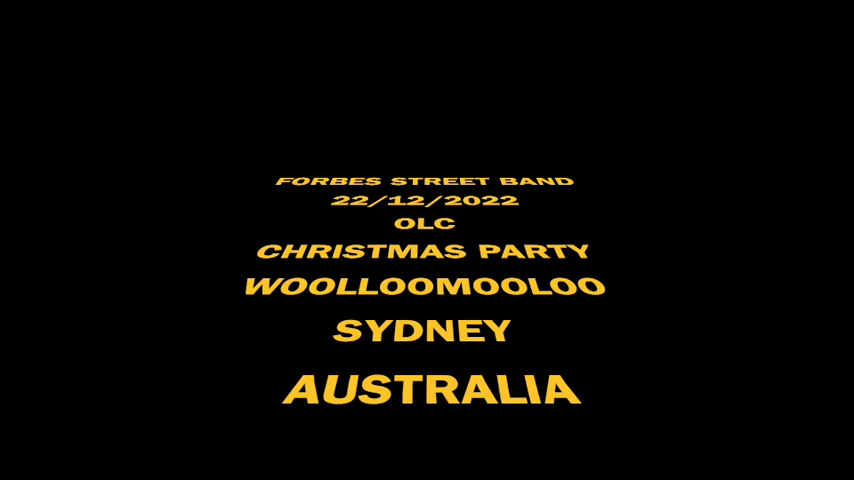 FORBES STREET BAND
22/12/2022
OLC
CHRISTMAS PARTY
WOOLLOOMOOLOO
SYDNEY
AUSTRALIA